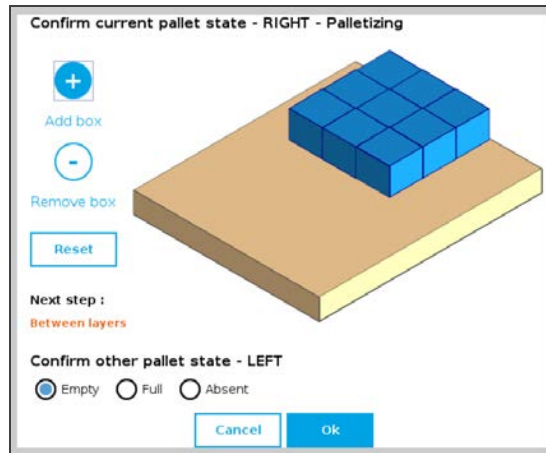 Confirm current pallet state - RIGHT - Palletizing
+
Add box
-
Remove box
Reset
Next step :
Between layers
Confirm other pallet state - LEFT
Empty Full Absent
Cancel Ok